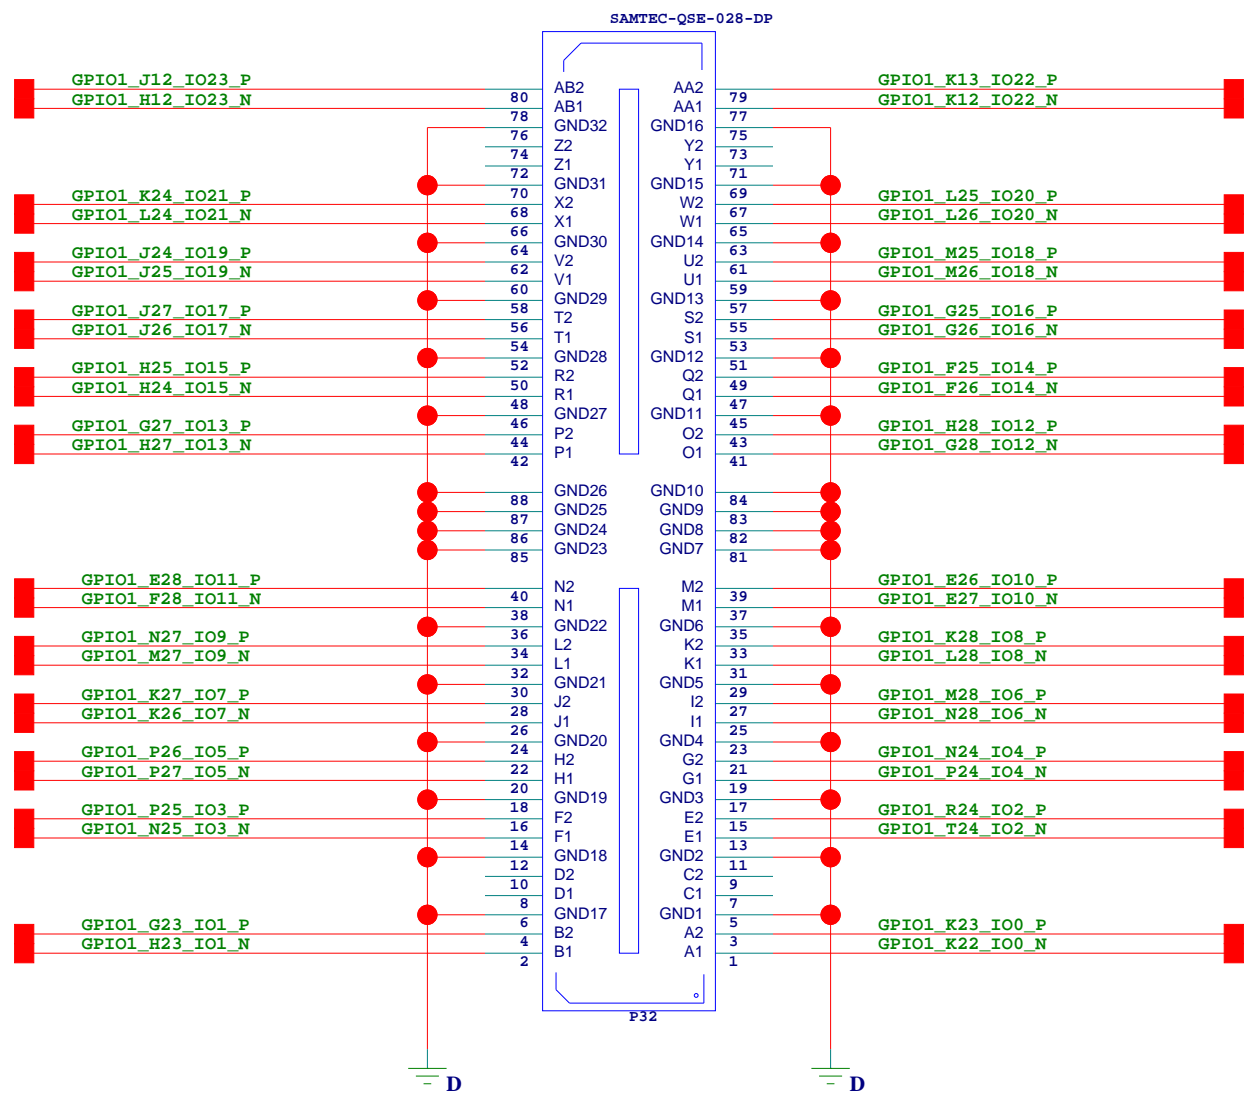 SAMTEC-QSE-028-DP
GPIO1_J12_IO23_P 80 AB2 AA2 79 GPIO1_K13_IO22_P
GPIO1_H12_IO23_N 78 AB1 AA1 77 GPIO1_K12_IO22_N
76 GND32 GND16 75
74 Z2 Y2 73
72 Z1 Y1 71
70 GND31 GND15 69
GPIO1_K24_IO21_P 68 X2 W2 67 GPIO1_L25_IO20_P
GPIO1_L24_IO21_N 66 X1 W1 65 GPIO1_L26_IO20_N
64 GND30 GND14 63
GPIO1_J24_IO19_P 62 V2 U2 61 GPIO1_M25_IO18_P
GPIO1_J25_IO19_N 60 V1 U1 59 GPIO1_M26_IO18_N
58 GND29 GND13 57
GPIO1_J27_IO17_P 56 T2 S2 55 GPIO1_G25_IO16_P
GPIO1_J26_IO17_N 54 T1 S1 53 GPIO1_G26_IO16_N
52 GND28 GND12 51
GPIO1_H25_IO15_P 50 R2 Q2 49 GPIO1_F25_IO14_P
GPIO1_H24_IO15_N 48 R1 Q1 47 GPIO1_F26_IO14_N
46 GND27 GND11 45
GPIO1_G27_IO13_P 44 P2 O2 43 GPIO1_H28_IO12_P
GPIO1_H27_IO13_N 42 P1 O1 41 GPIO1_G28_IO12_N
88 GND26 GND10 84
87 GND25 GND9 83
86 GND24 GND8 82
85 GND23 GND7 81
GPIO1_E28_IO11_P 40 N2 M2 39 GPIO1_E26_IO10_P
GPIO1_F28_IO11_N 38 N1 M1 37 GPIO1_E27_IO10_N
36 GND22 GND6 35
GPIO1_N27_IO9_P 34 L2 K2 33 GPIO1_K28_IO8_P
GPIO1_M27_IO9_N 32 L1 K1 31 GPIO1_L28_IO8_N
30 GND21 GND5 29
GPIO1_K27_IO7_P 28 J2 I2 27 GPIO1_M28_IO6_P
GPIO1_K26_IO7_N 26 J1 I1 25 GPIO1_N28_IO6_N
24 GND20 GND4 23
GPIO1_P26_IO5_P 22 H2 G2 21 GPIO1_N24_IO4_P
GPIO1_P27_IO5_N 20 H1 G1 19 GPIO1_P24_IO4_N
18 GND19 GND3 17
GPIO1_P25_IO3_P 16 F2 E2 15 GPIO1_R24_IO2_P
GPIO1_N25_IO3_N 14 F1 E1 13 GPIO1_T24_IO2_N
12 GND18 GND2 11
10 D2 C2 9
8 D1 C1 7
6 GND17 GND1 5
GPIO1_G23_IO1_P 4 B2 A2 3 GPIO1_K23_IO0_P
GPIO1_H23_IO1_N 2 B1 A1 1 GPIO1_K22_IO0_N
P32
D D